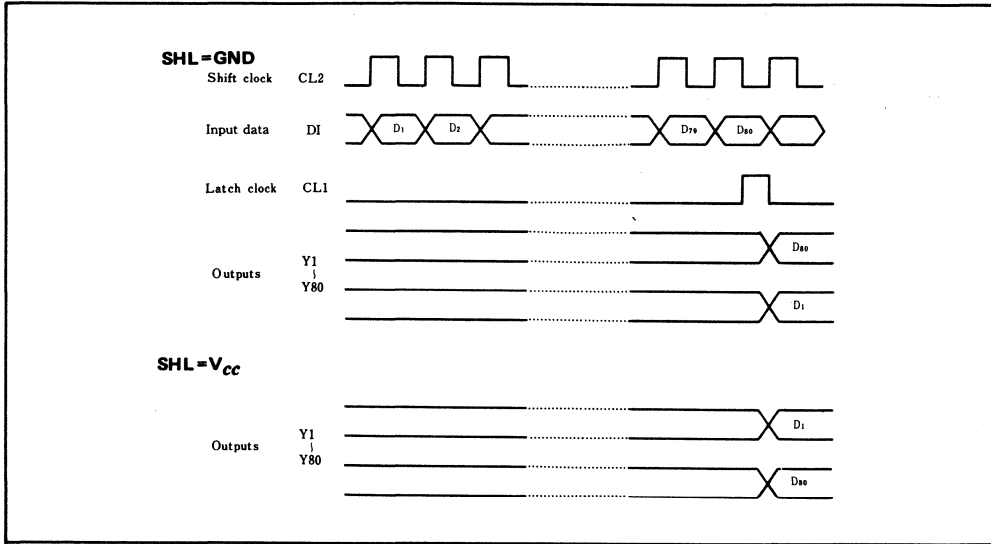 SHL=GND
Shift clock CL2
Input data DI D1 D2 D79 D80
Latch clock CL1
Outputs Y1 ~ Y80 D80 D1
SHL=Vcc
Outputs Y1 ~ Y80 D1 D80